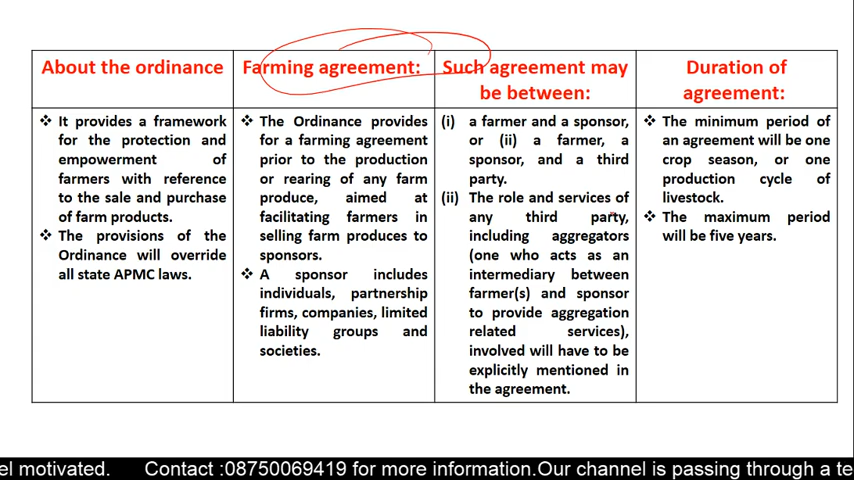 About the ordinance
It provides a framework
for the protection and
empowerment of
farmers with reference
to the sale and purchase
of farm products.
The provisions of the
Ordinance will override
all state APMC laws.
Farming agreement:
The Ordinance provides
for a farming agreement
prior to the production
or rearing of any farm
produce, aimed at
facilitating farmers in
selling farm produces to
sponsors.
A sponsor includes
individuals, partnership
firms, companies, limited
liability groups and
societies.
Such agreement may
be between:
(i) a farmer and a sponsor,
or (ii) a farmer, a
sponsor, and a third
party.
(ii) The role and services of
any third party,
including aggregators
(one who acts as an
intermediary between
farmer(s) and sponsor
to provide aggregation
related services),
involved will have to be
explicitly mentioned in
the agreement.
Duration of
agreement:
The minimum period of
an agreement will be one
crop season, or one
production cycle of
livestock.
The maximum period
will be five years.
el motivated. Contact :08750069419 for more information.Our channel is passing through a te